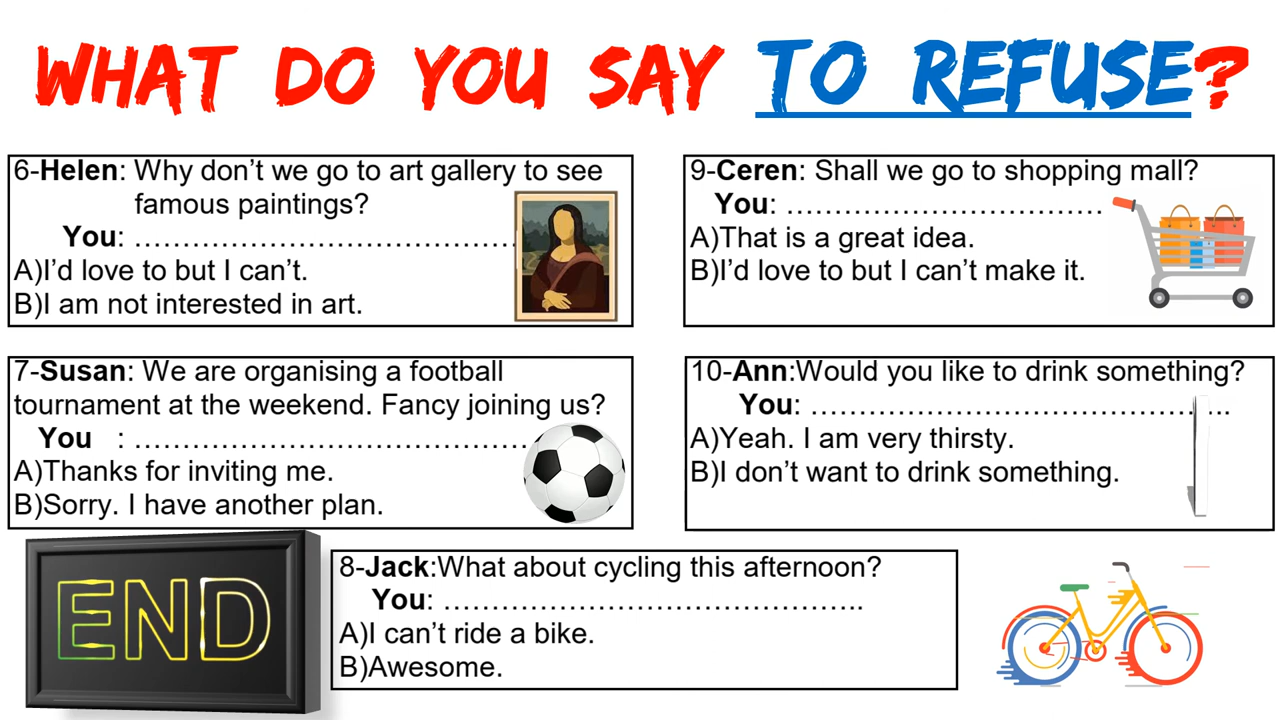 WHAT DO YOU SAY TO REFUSE?
6-Helen: Why don't we go to art gallery to see
famous paintings?
You: ……………………………………………
A)I'd love to but I can't.
B)I am not interested in art.
7-Susan: We are organising a football
tournament at the weekend. Fancy joining us?
You : ……………………………………………
A)Thanks for inviting me.
B)Sorry. I have another plan.
8-Jack:What about cycling this afternoon?
You: ……………………………………………..
A)I can't ride a bike.
B)Awesome.
9-Ceren: Shall we go to shopping mall?
You: …………………………………
A)That is a great idea.
B)I'd love to but I can't make it.
10-Ann:Would you like to drink something?
You: ……………………………………………..
A)Yeah. I am very thirsty.
B)I don't want to drink something.
END